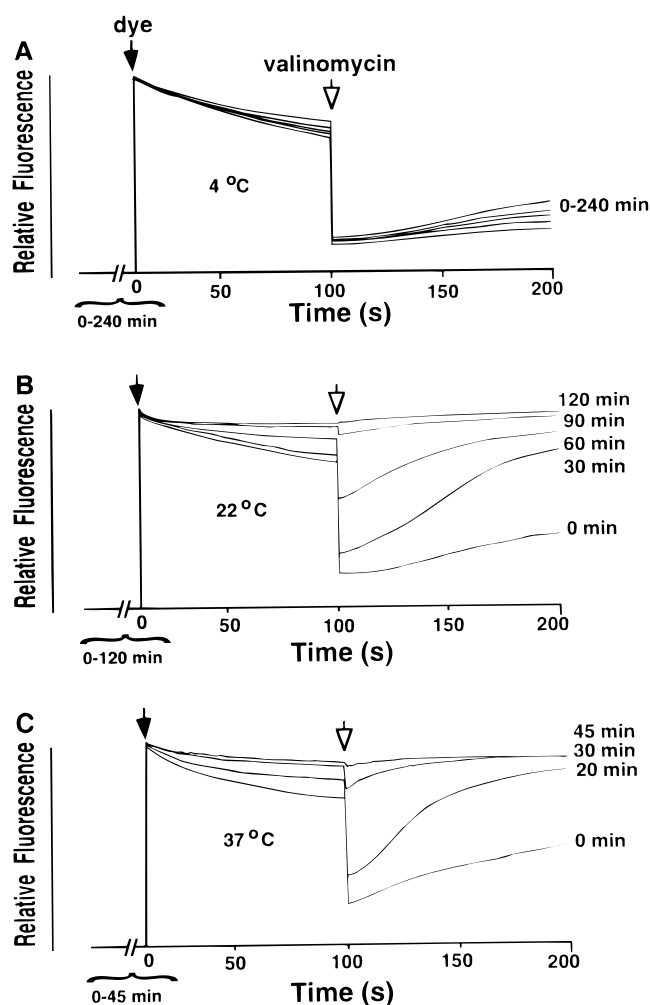 A
dye
valinomycin
Relative Fluorescence
4 °C
0-240 min
0
50
100
150
200
Time (s)
0-240 min
B
Relative Fluorescence
22 °C
120 min
90 min
60 min
30 min
0 min
0
50
100
150
200
Time (s)
0-120 min
C
Relative Fluorescence
37 °C
45 min
30 min
20 min
0 min
0
50
100
150
200
Time (s)
0-45 min